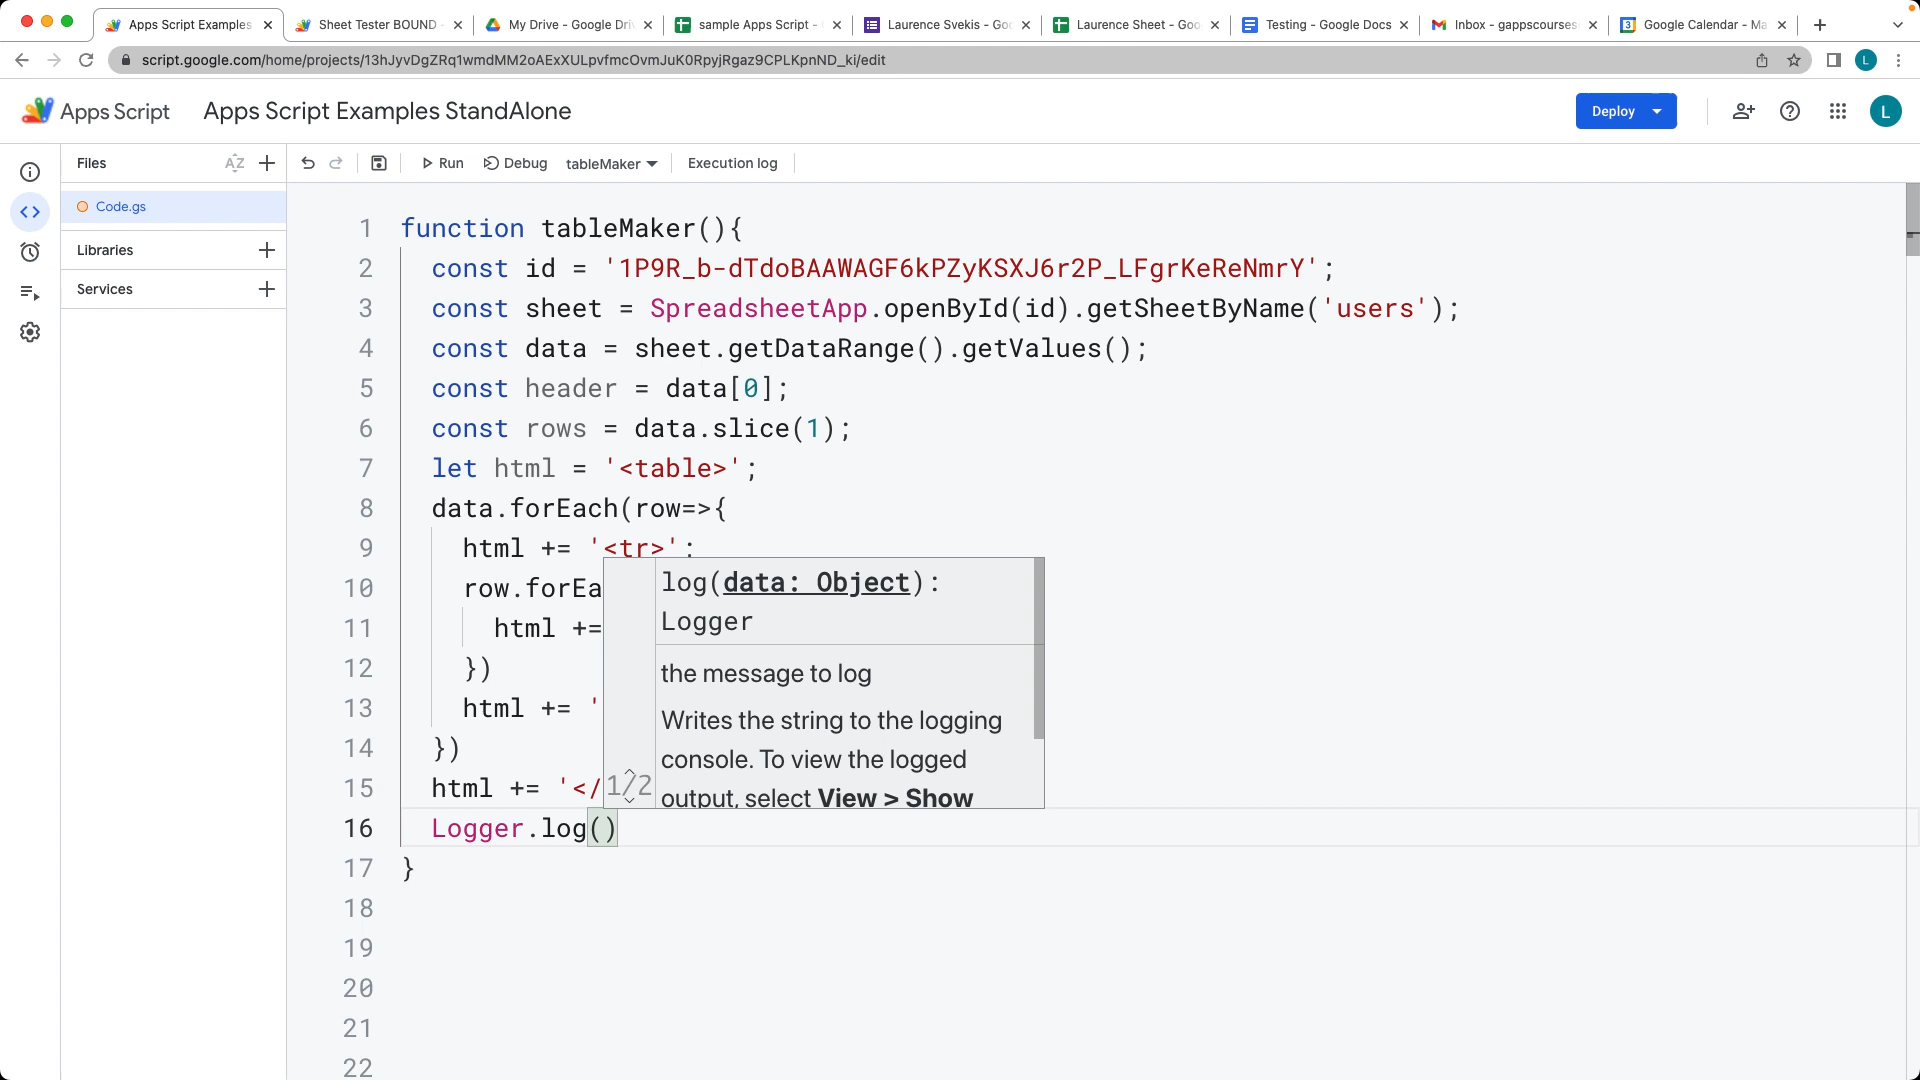 Apps Script Examples
Sheet Tester BOUND -
My Drive - Google Dri
sample Apps Script -
Laurence Svekis - Go
Laurence Sheet - Goo
Testing - Google Docs
Inbox - gappscourses
Google Calendar - Ma
script.google.com/home/projects/13hJyvDgZRq1wmdMM2oAExXULpvfmcOvmJuK0RpyjRgaz9CPLKpnND_ki/edit
L
Apps Script
Apps Script Examples StandAlone
Deploy
L
Files
AZ
Run
Debug
tableMaker
Execution log
Code.gs
Libraries
Services
1 function tableMaker(){
2 const id = '1P9R_b-dTdoBAAWAGF6kPZyKSXJ6r2P_LFgrKeReNmrY';
3 const sheet = SpreadsheetApp.openById(id).getSheetByName('users');
4 const data = sheet.getDataRange().getValues();
5 const header = data[0];
6 const rows = data.slice(1);
7 let html = '<table>';
8 data.forEach(row=>{
9 html += '<tr>';
10 row.forEa
11 html +=
12 })
13 html += '
14 })
15 html += '</
16 Logger.log()
17 }
18
19
20
21
22
log(data: Object):
Logger
the message to log
Writes the string to the logging
console. To view the logged
1/2
output, select View > Show